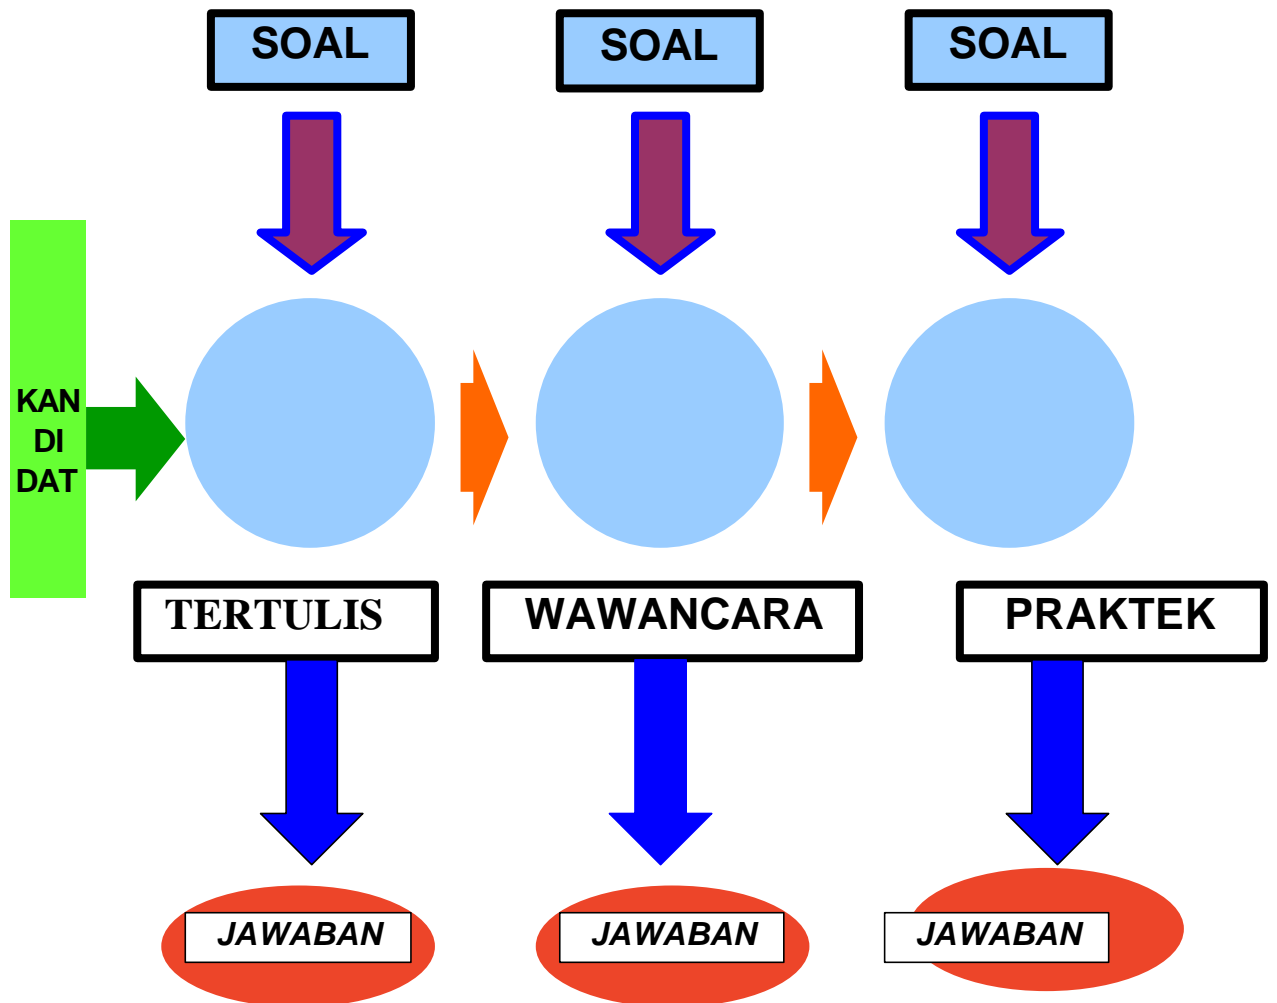 SOAL
SOAL
SOAL
KAN
DI
DAT
TERTULIS
WAWANCARA
PRAKTEK
JAWABAN
JAWABAN
JAWABAN